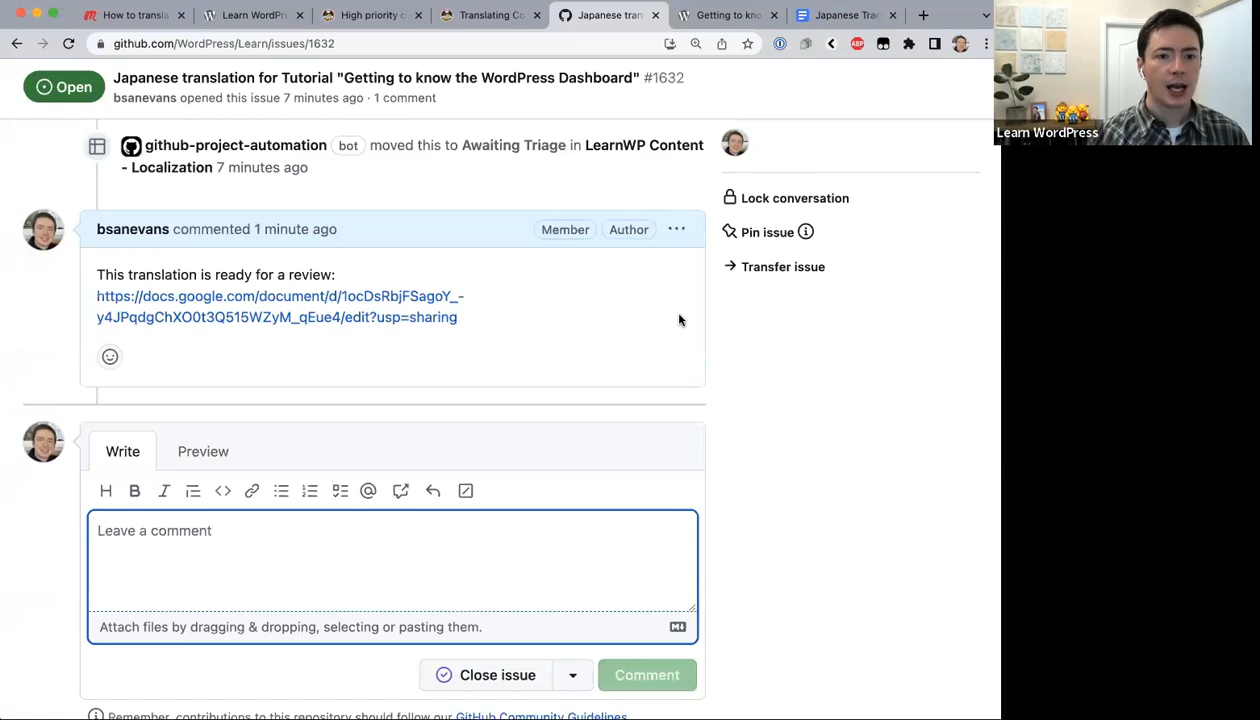 How to transla
Learn WordPre
High priority c
Translating Co
Japanese tran
Getting to kno
Japanese Tran
github.com/WordPress/Learn/issues/1632
ABP
Open
Japanese translation for Tutorial "Getting to know the WordPress Dashboard" #1632
bsanevans opened this issue 7 minutes ago · 1 comment
Learn WordPress
github-project-automation bot moved this to Awaiting Triage in LearnWP Content
- Localization 7 minutes ago
Lock conversation
Pin issue
Transfer issue
bsanevans commented 1 minute ago
Member
Author
This translation is ready for a review:
https://docs.google.com/document/d/1ocDsRbjFSagoY_-
y4JPqdgChXO0t3Q515WZyM_qEue4/edit?usp=sharing
Write
Preview
Leave a comment
Attach files by dragging & dropping, selecting or pasting them.
Close issue
Comment
Remember, contributions to this repository should follow our GitHub Community Guidelines